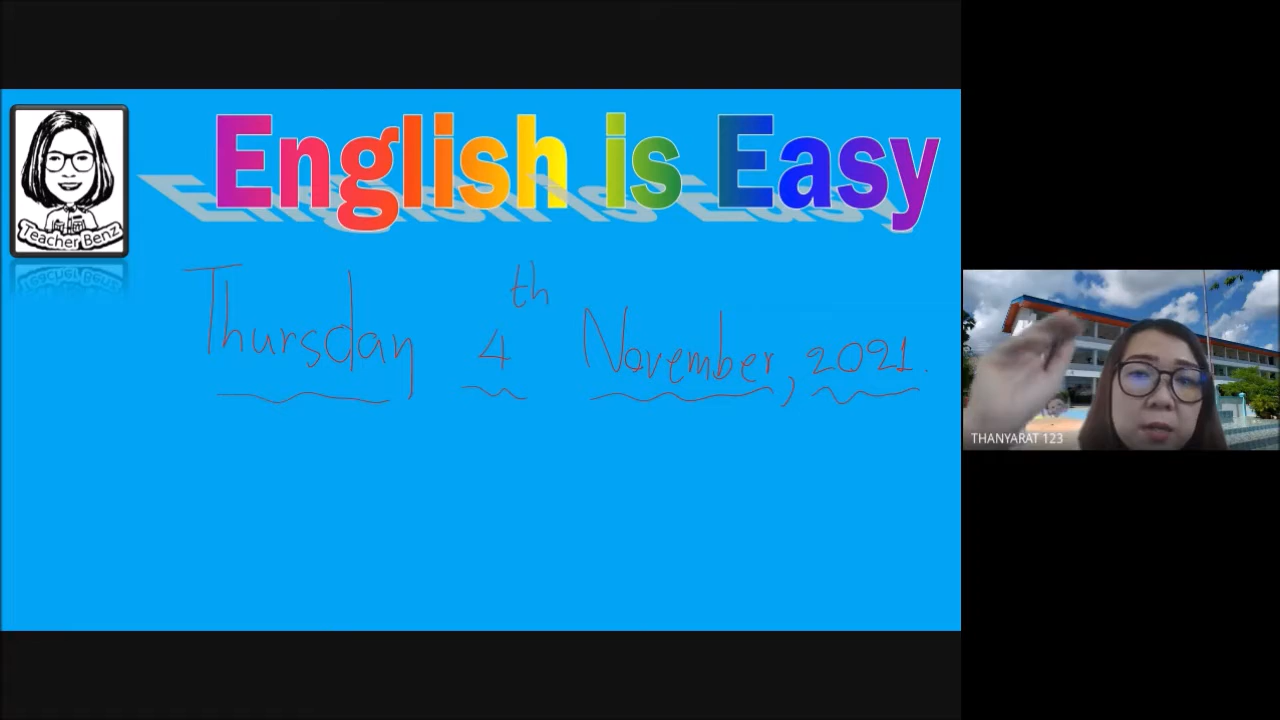 English is Easy
Teacher Benz
Thursday 4th November, 2021.
THANYARAT 123